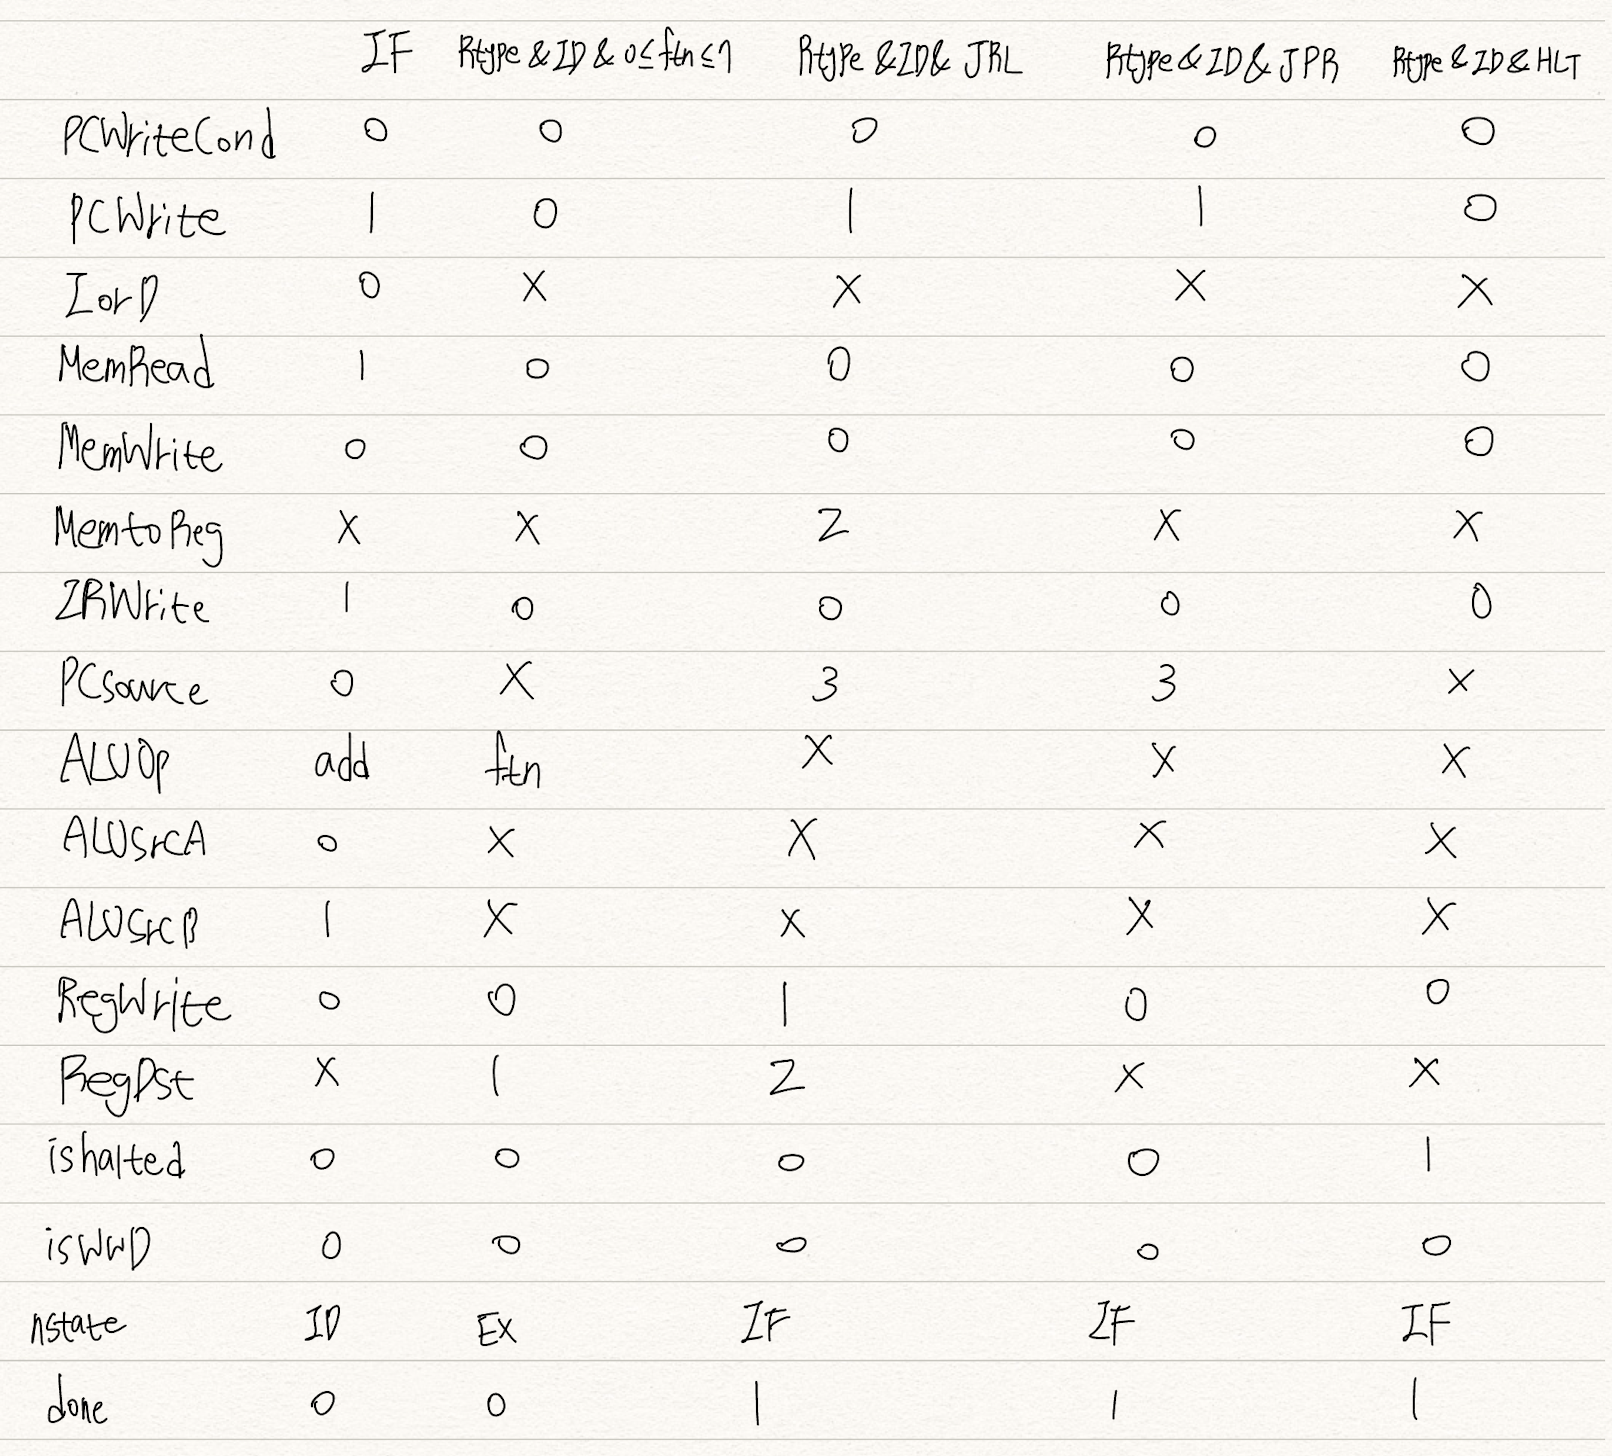 IF Rtype & ID & 0≤ftn≤7 Rtype & ID & JRL Rtype & ID & JPR Rtype & ID & HLT
PCWriteCond 0 0 0 0 0
PCWrite 1 0 1 1 0
IorD 0 X X X X
MemRead 1 0 0 0 0
MemWrite 0 0 0 0 0
MemtoReg X X 2 X X
IRWrite 1 0 0 0 0
PCsource 0 X 3 3 X
ALUOp add ftn X X X
ALUSrcA 0 X X X X
ALUSrcB 1 X X X X
RegWrite 0 0 1 0 0
RegDst X 1 2 X X
ishalted 0 0 0 0 1
isWWD 0 0 0 0 0
nstate ID EX IF IF IF
done 0 0 1 1 1